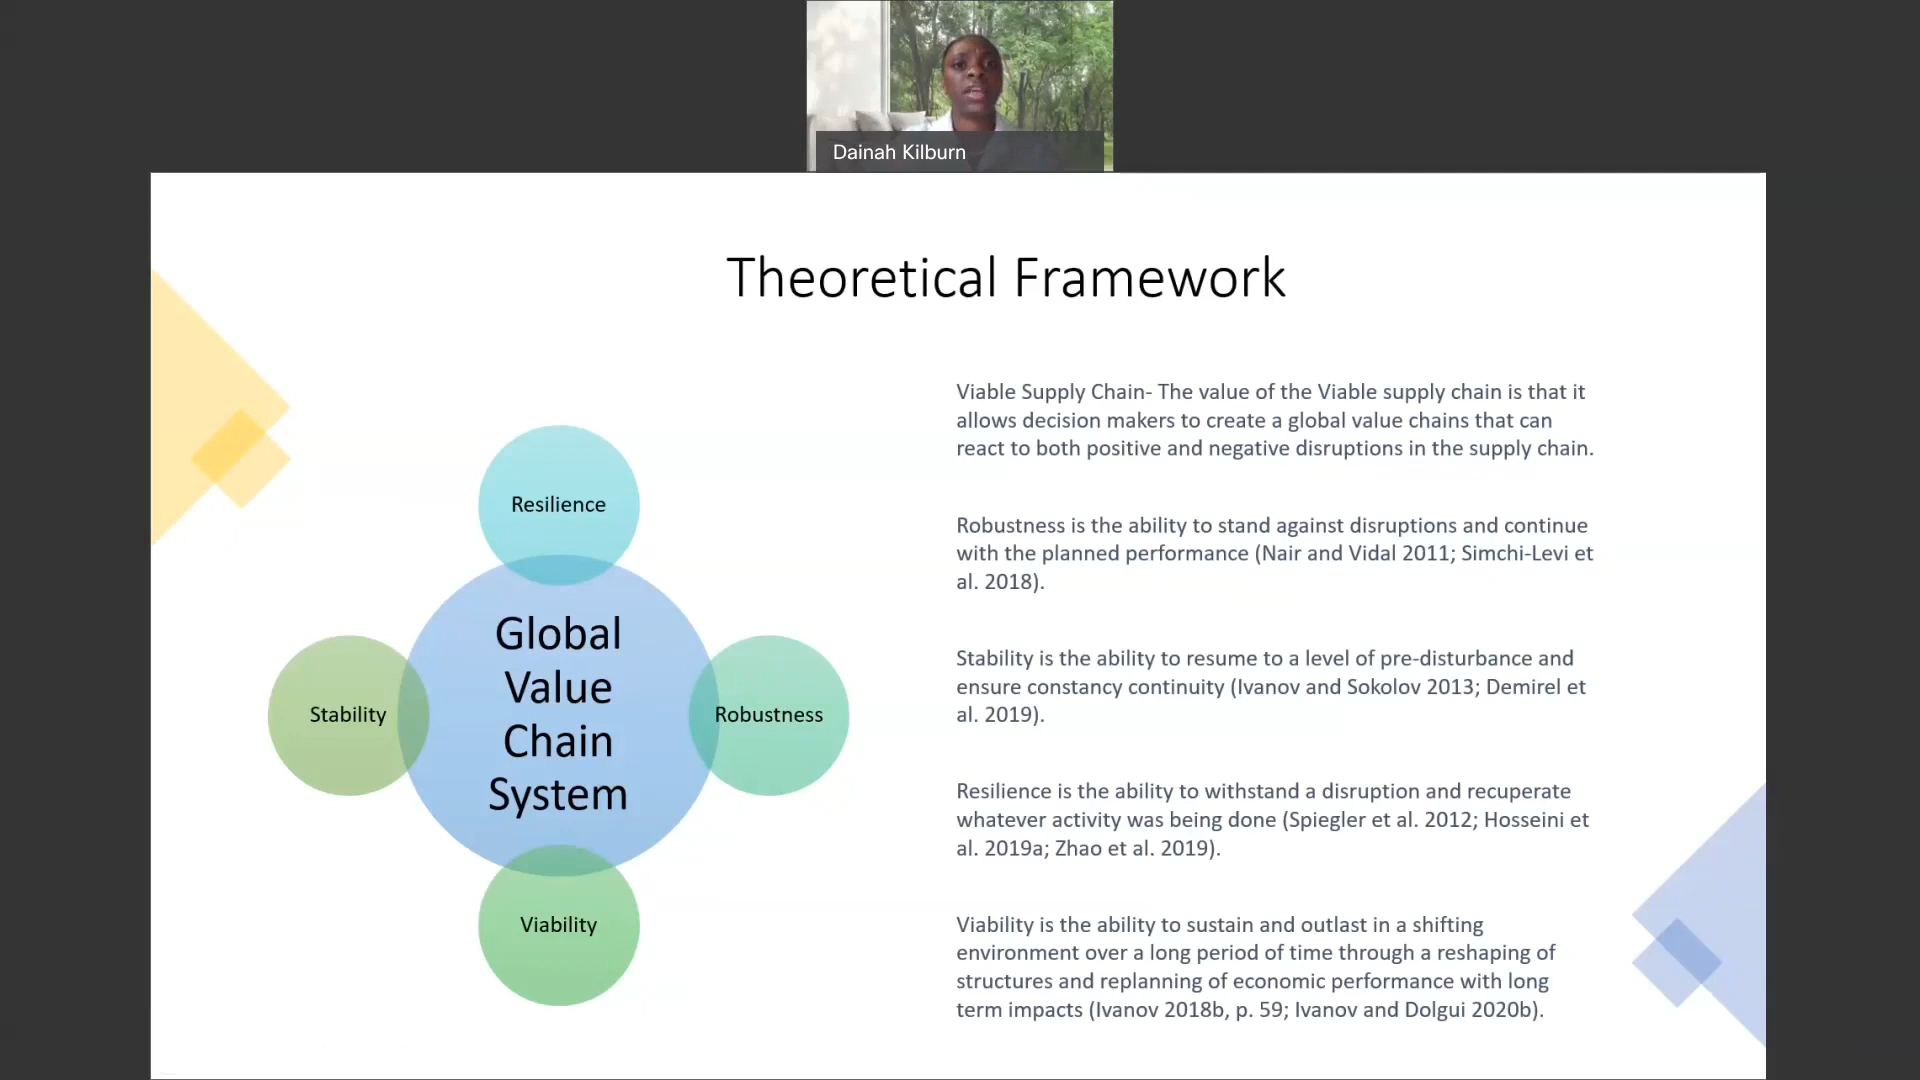 Dainah Kilburn
Theoretical Framework
Resilience
Global
Value
Chain
System
Stability
Robustness
Viability
Viable Supply Chain- The value of the Viable supply chain is that it
allows decision makers to create a global value chains that can
react to both positive and negative disruptions in the supply chain.
Robustness is the ability to stand against disruptions and continue
with the planned performance (Nair and Vidal 2011; Simchi-Levi et
al. 2018).
Stability is the ability to resume to a level of pre-disturbance and
ensure constancy continuity (Ivanov and Sokolov 2013; Demirel et
al. 2019).
Resilience is the ability to withstand a disruption and recuperate
whatever activity was being done (Spiegler et al. 2012; Hosseini et
al. 2019a; Zhao et al. 2019).
Viability is the ability to sustain and outlast in a shifting
environment over a long period of time through a reshaping of
structures and replanning of economic performance with long
term impacts (Ivanov 2018b, p. 59; Ivanov and Dolgui 2020b).